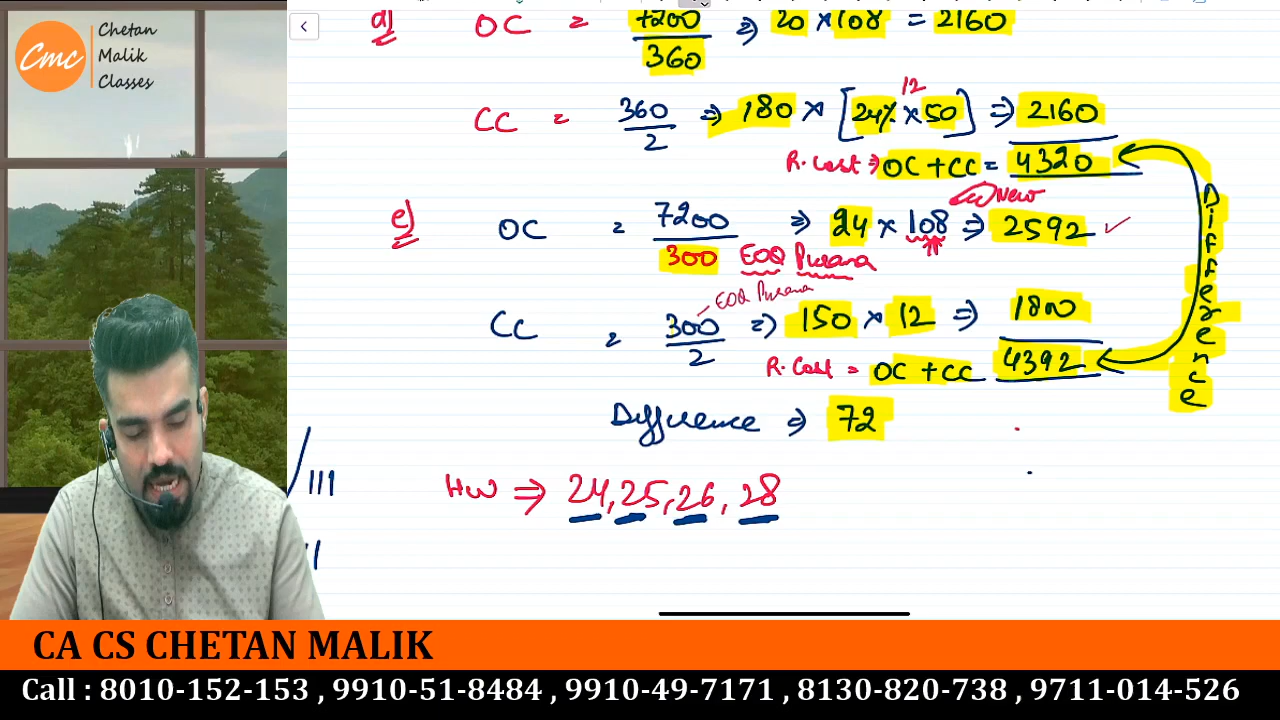 Cmc
Chetan
Malik
Classes
d) OC = 7200/360 ⇒ 20 × 108 = 2160
CC = 360/2 ⇒ 180 × [24% × 50] ⇒ 2160
12
R. Cost ⇒ OC + CC = 4320
New
e) OC = 7200/300 ⇒ 24 × 108 ⇒ 2592 ✓
EOQ Purana
EOQ Purana
CC = 300/2 ⇒ 150 × 12 ⇒ 1800
R. Cost = OC + CC 4392
Difference
Difference ⇒ 72
HW ⇒ 24, 25, 26, 28
CA CS CHETAN MALIK
Call : 8010-152-153 , 9910-51-8484 , 9910-49-7171 , 8130-820-738 , 9711-014-526